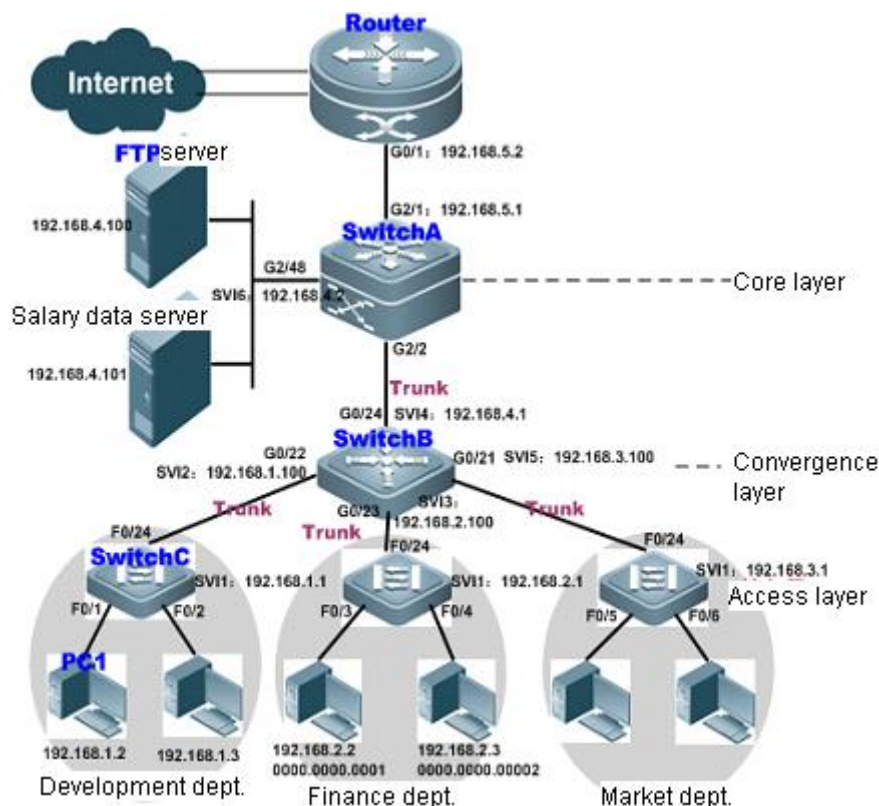 Router
Internet
G0/1: 192.168.5.2
FTP server
G2/1: 192.168.5.1
192.168.4.100
SwitchA
G2/48
SVI6: 192.168.4.2
Core layer
Salary data server
G2/2
192.168.4.101
Trunk
G0/24 SVI4: 192.168.4.1
SwitchB
G0/22
G0/21 SVI5: 192.168.3.100
SVI2: 192.168.1.100
Convergence
layer
Trunk
G0/23
SVI3:
192.168.2.100
Trunk
Trunk
F0/24
F0/24
F0/24
SwitchC
SVI1: 192.168.1.1
SVI1: 192.168.2.1
SVI1: 192.168.3.1
Access layer
F0/1
F0/2
F0/3
F0/4
F0/5
F0/6
PC1
192.168.1.2
192.168.1.3
192.168.2.2
0000.0000.0001
192.168.2.3
0000.0000.00002
Development dept.
Finance dept.
Market dept.